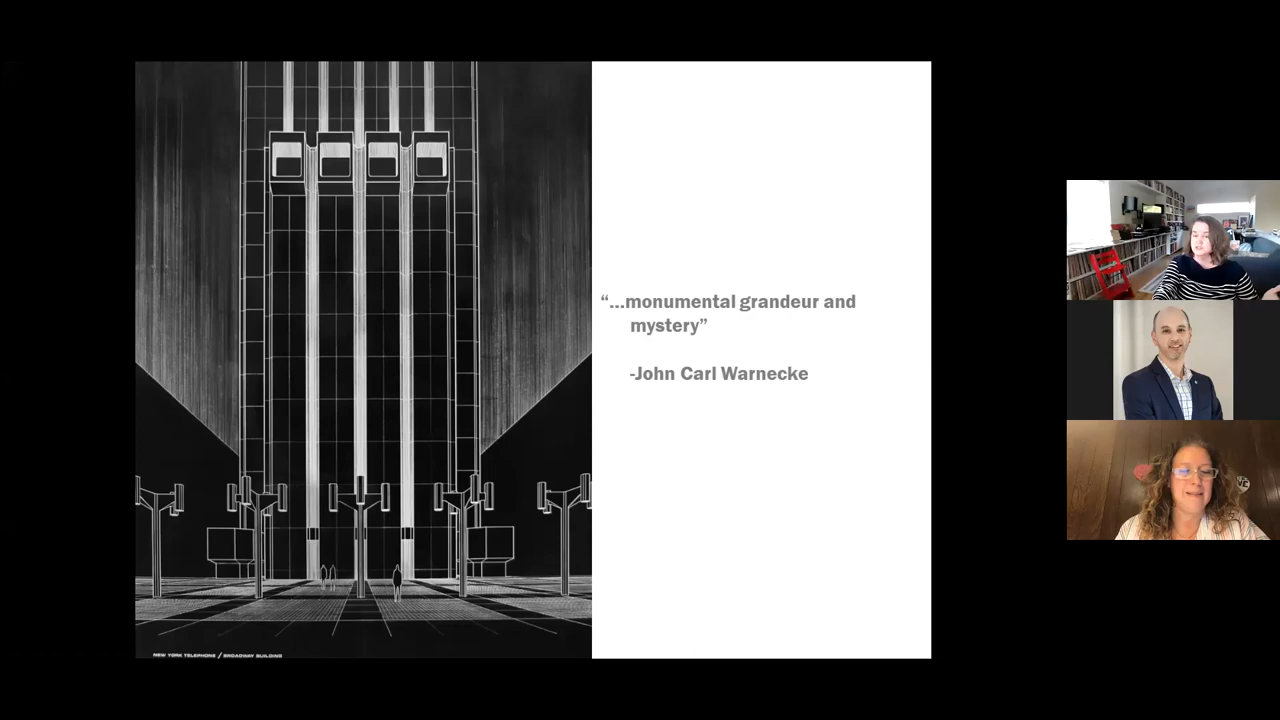 “...monumental grandeur and
mystery”
-John Carl Warnecke
NEW YORK TELEPHONE / BROADWAY BUILDING